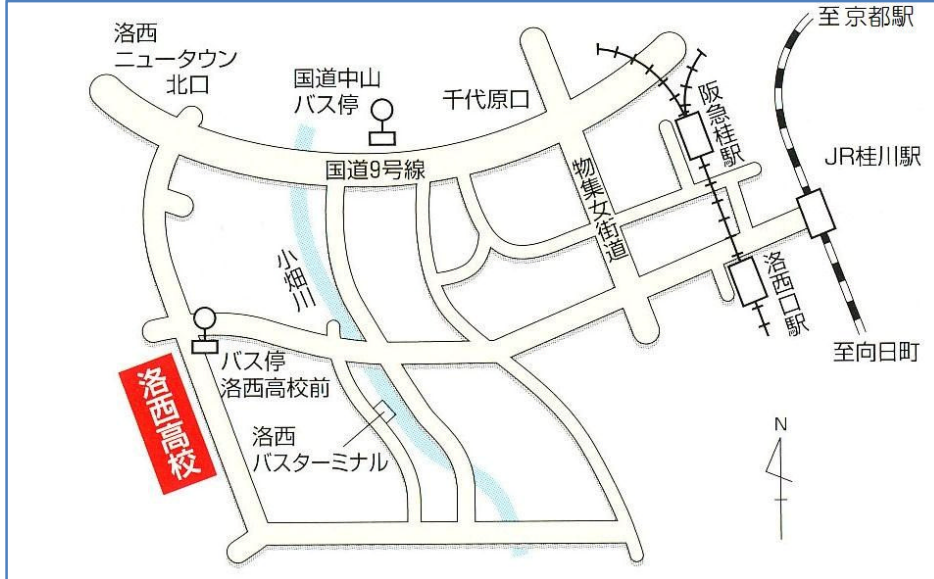 至京都駅
洛西
ニュータウン
北口
国道中山
バス停
千代原口
阪急桂駅
JR桂川駅
国道9号線
物集女街道
小畑川
洛西口駅
至向日町
バス停
洛西高校前
洛西高校
洛西
バスターミナル
N